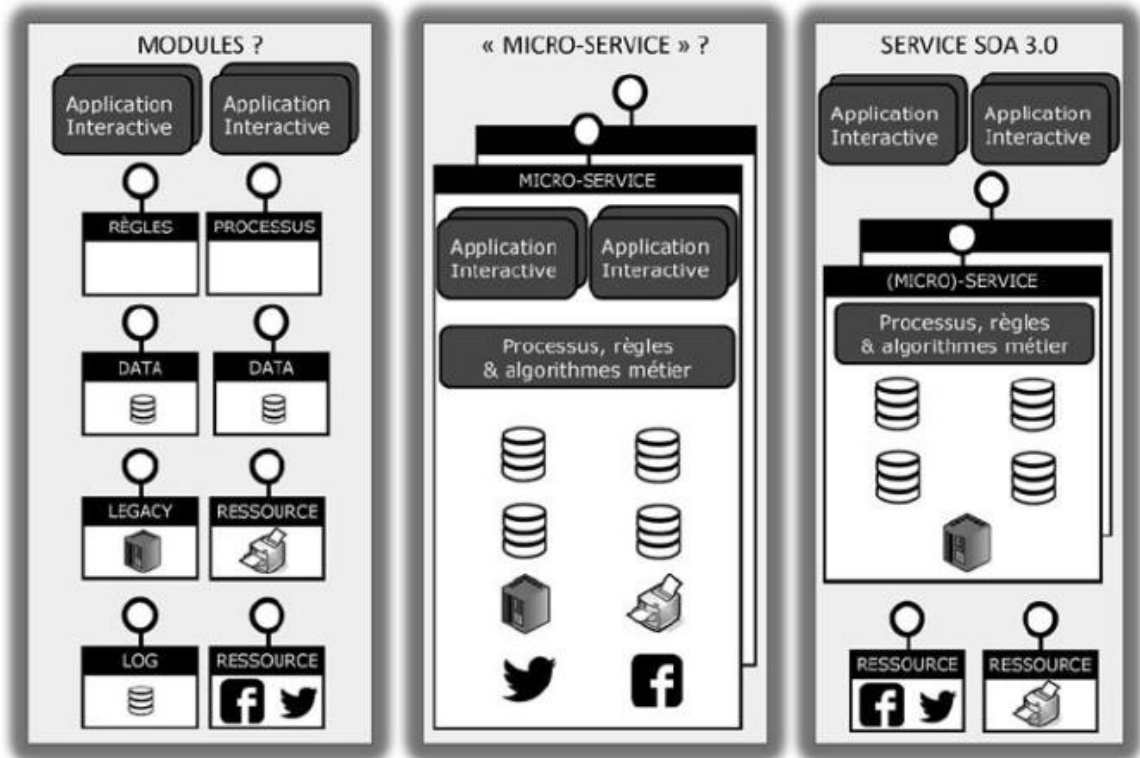 MODULES ?
Application
Interactive
Application
Interactive
RÈGLES
PROCESSUS
DATA
DATA
LEGACY
RESSOURCE
LOG
RESSOURCE
« MICRO-SERVICE » ?
MICRO-SERVICE
Application
Interactive
Application
Interactive
Processus, règles
& algorithmes métier
SERVICE SOA 3.0
Application
Interactive
Application
Interactive
(MICRO)-SERVICE
Processus, règles
& algorithmes métier
RESSOURCE
RESSOURCE